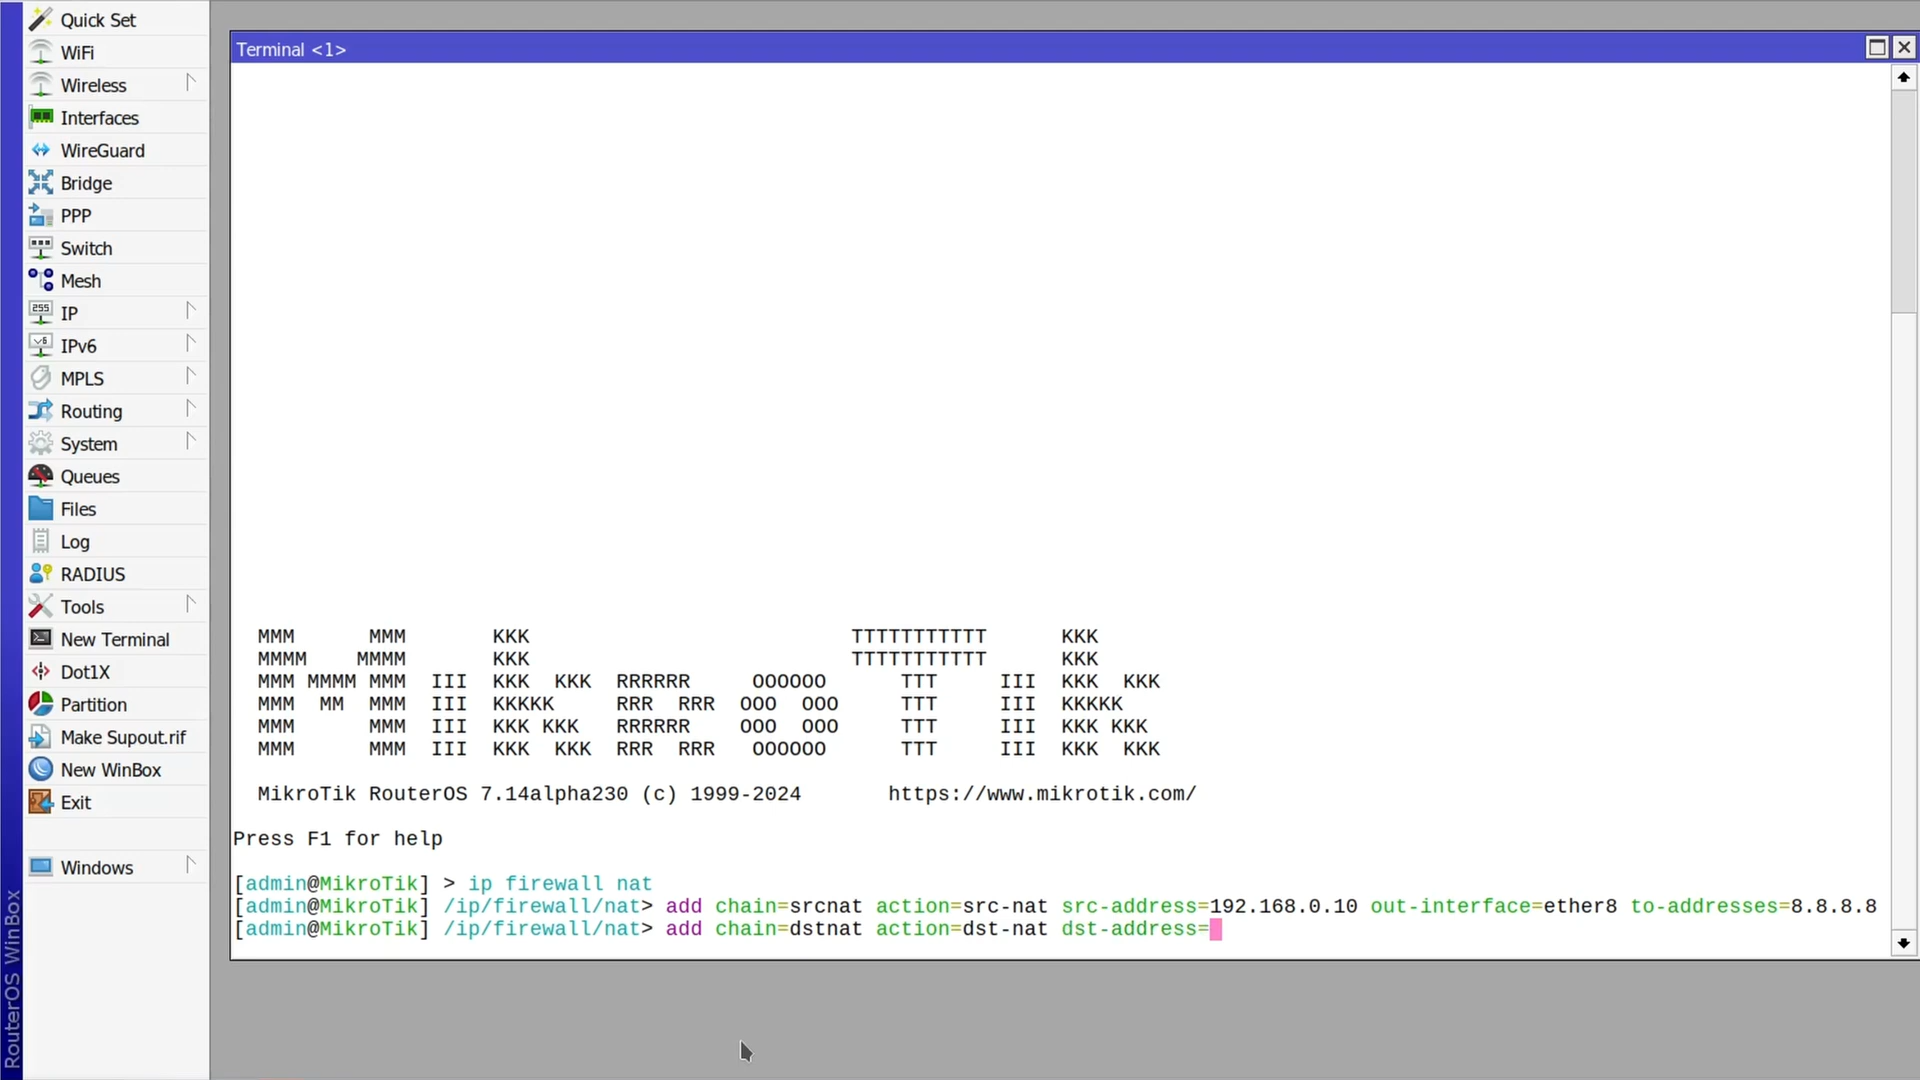 Quick Set
WiFi
Wireless
Interfaces
WireGuard
Bridge
PPP
Switch
Mesh
255
IP
v6
IPv6
MPLS
Routing
System
Queues
Files
Log
RADIUS
Tools
New Terminal
Dot1X
Partition
Make Supout.rif
New WinBox
Exit
Windows
RouterOS WinBox
Terminal <1>
MMM      MMM       KKK                          TTTTTTTTTTT      KKK
MMMM    MMMM       KKK                          TTTTTTTTTTT      KKK
MMM MMMM MMM  III  KKK  KKK  RRRRRR     OOOOOO      TTT     III  KKK  KKK
MMM  MM  MMM  III  KKKKK     RRR  RRR  OOO  OOO     TTT     III  KKKKK
MMM      MMM  III  KKK KKK   RRRRRR    OOO  OOO     TTT     III  KKK KKK
MMM      MMM  III  KKK  KKK  RRR  RRR   OOOOOO      TTT     III  KKK  KKK
MikroTik RouterOS 7.14alpha230 (c) 1999-2024       https://www.mikrotik.com/
Press F1 for help
[admin@MikroTik] > ip firewall nat
[admin@MikroTik] /ip/firewall/nat> add chain=srcnat action=src-nat src-address=192.168.0.10 out-interface=ether8 to-addresses=8.8.8.8
[admin@MikroTik] /ip/firewall/nat> add chain=dstnat action=dst-nat dst-address=